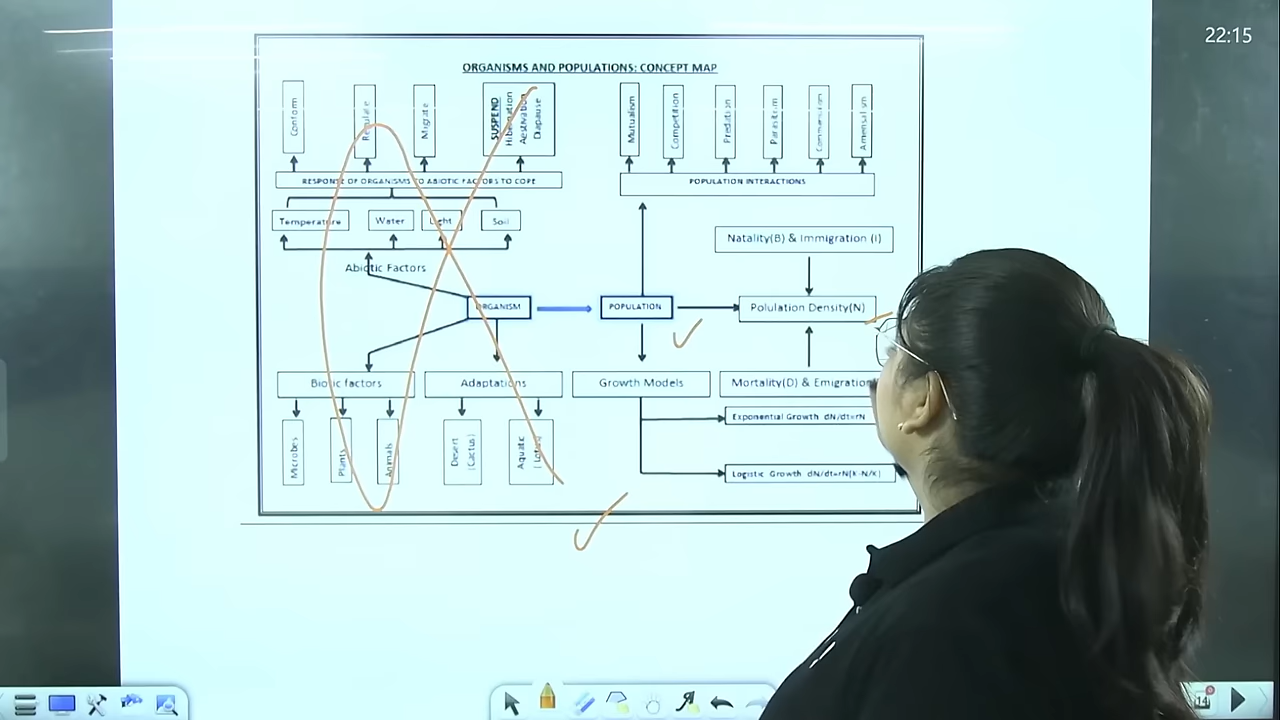 22:15
ORGANISMS AND POPULATIONS: CONCEPT MAP
Conform
Regulate
Migrate
SUSPEND
Hibernation
Aestivation
Diapause
Mutualism
Competition
Predation
Parasitism
Commensalism
Amensalism
RESPONSE OF ORGANISMS TO ABIOTIC FACTORS TO COPE
POPULATION INTERACTIONS
Temperature
Water
Light
Soil
Natality(B) & Immigration (I)
Abiotic Factors
ORGANISM
POPULATION
Polulation Density(N)
Biotic factors
Adaptations
Growth Models
Mortality(D) & Emigration
Exponential Growth dN/dt=rN
Microbes
Plants
Animals
Desert
(Cactus)
Aquatic
(Lotus)
Logistic Growth dN/dt=rN(K-N/K)